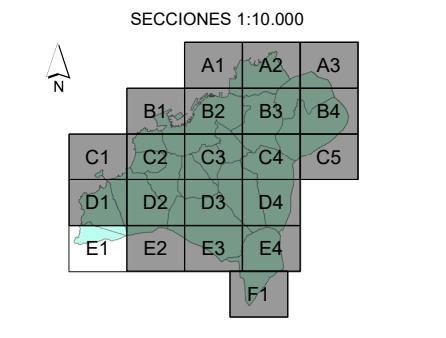 SECCIONES 1:10.000
N
A1 A2 A3
B1 B2 B3 B4
C1 C2 C3 C4 C5
D1 D2 D3 D4
E1 E2 E3 E4
F1